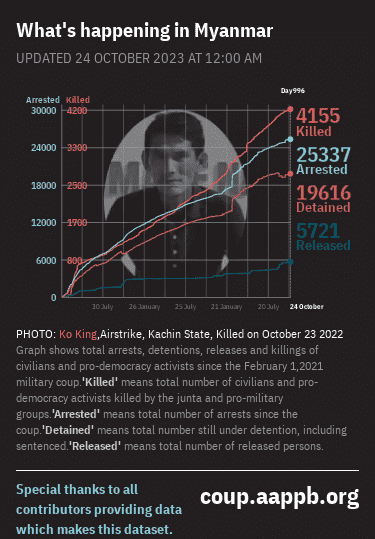 What's happening in Myanmar
UPDATED 24 OCTOBER 2023 AT 12:00 AM
Day996
Arrested Killed
30000 4200
24000 3300
18000 2500
12000 1700
6000 800
0
4155
Killed
25337
Arrested
19616
Detained
5721
Released
30 July 26 January 25 July 21 January 20 July 24 October
PHOTO: Ko King,Airstrike, Kachin State, Killed on October 23 2022
Graph shows total arrests, detentions, releases and killings of
civilians and pro-democracy activists since the February 1,2021
military coup.'Killed' means total number of civilians and pro-
democracy activists killed by the junta and pro-military
groups.'Arrested' means total number of arrests since the
coup.'Detained' means total number still under detention, including
sentenced.'Released' means total number of released persons.
Special thanks to all
contributors providing data
which makes this dataset.
coup.aappb.org